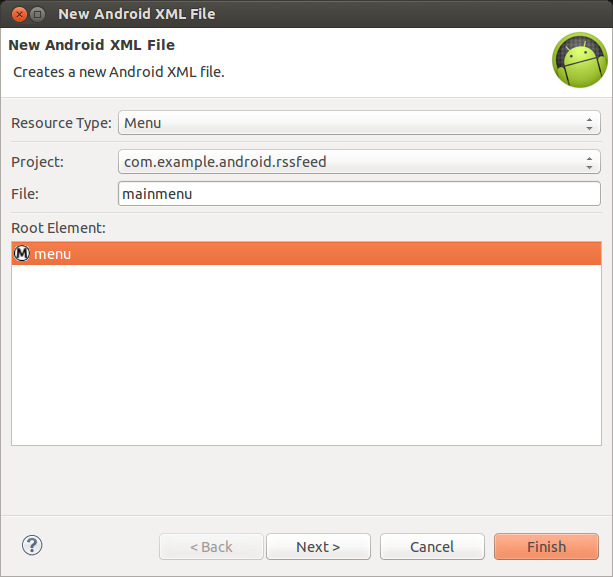 New Android XML File
New Android XML File
Creates a new Android XML file.
Resource Type: Menu
Project: com.example.android.rssfeed
File: mainmenu
Root Element:
M menu
? < Back Next > Cancel Finish